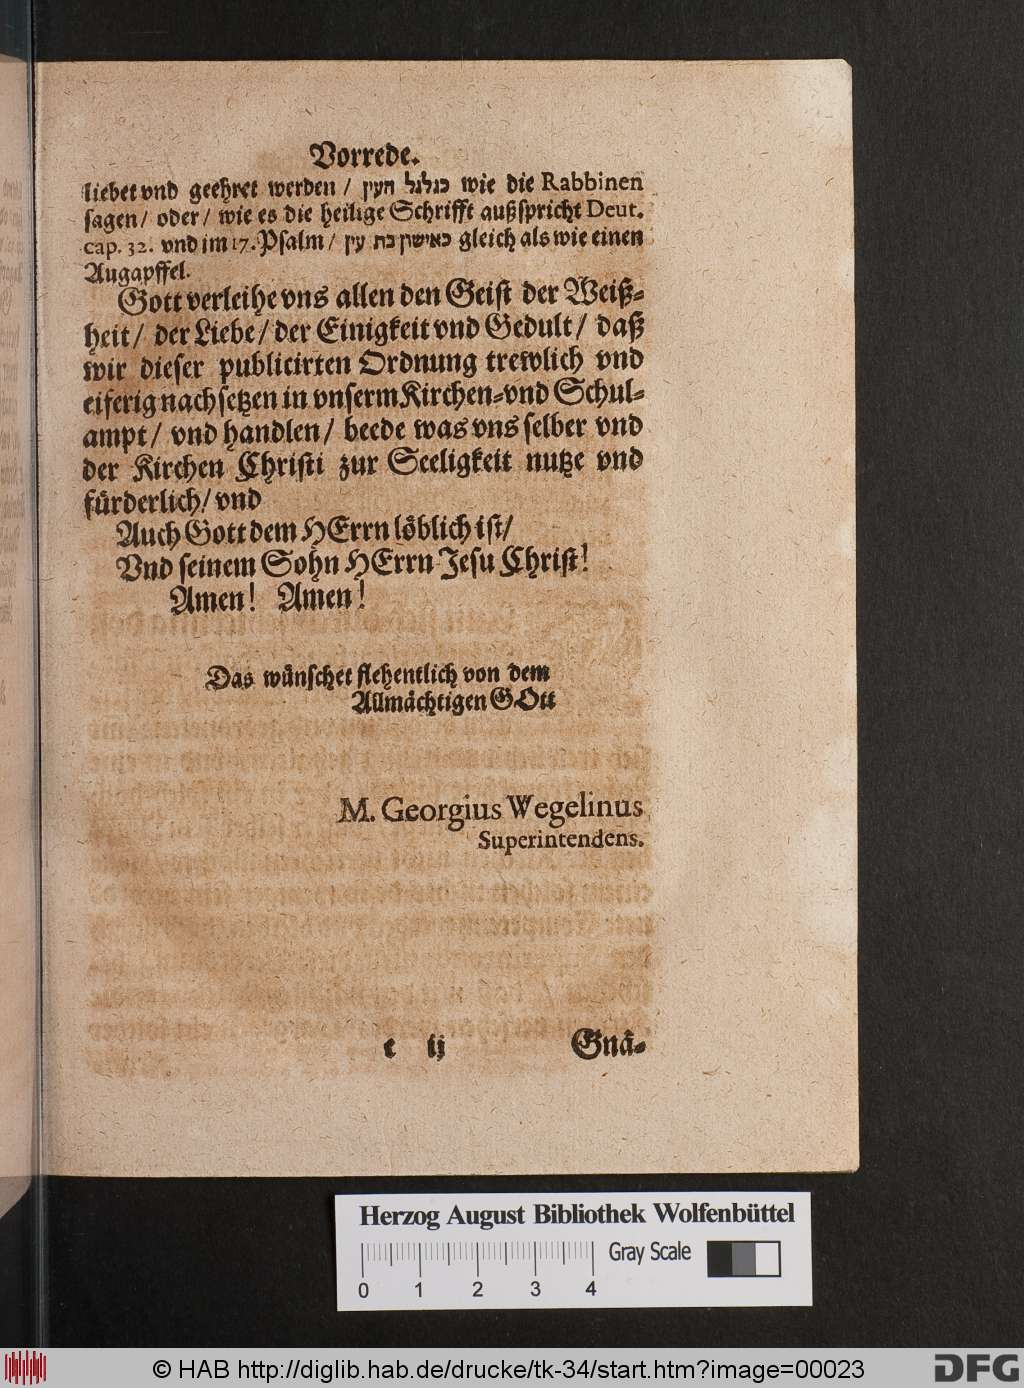 Vorrede.
liebet vnd geehret werden / כגלגל העין wie die Rabbinen
sagen / oder / wie es die heilige Schrifft außspricht Deut.
cap. 32. vnd im 17. Psalm / כאישון בת עין gleich als wie einen
Augapffel.
Gott verleihe vns allen den Geist der Weiß-
heit / der Liebe / der Einigkeit vnd Gedult / daß
wir dieser publicirten Ordnung trewlich vnd
eiferig nachsetzen in vnserm Kirchen-vnd Schul-
ampt / vnd handlen / beede was vns selber vnd
der Kirchen Christi zur Seeligkeit nutze vnd
fürderlich / vnd
Auch Gott dem HErrn löblich ist /
Vnd seinem Sohn HErrn Jesu Christ!
Amen! Amen!
Das wünschet flehentlich von dem
Allmächtigen GOtt
M. Georgius Wegelinus
Superintendens.
e ij Gnä-
Herzog August Bibliothek Wolfenbüttel
Gray Scale
0 1 2 3 4
© HAB http://diglib.hab.de/drucke/tk-34/start.htm?image=00023
DFG